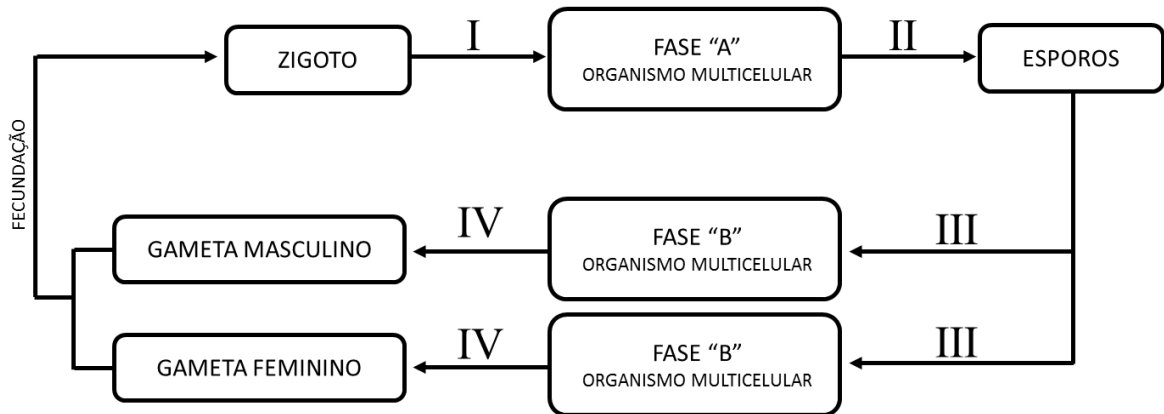 I
II
ZIGOTO
FASE “A”
ORGANISMO MULTICELULAR
ESPOROS
FECUNDAÇÃO
IV
III
GAMETA MASCULINO
FASE “B”
ORGANISMO MULTICELULAR
IV
III
GAMETA FEMININO
FASE “B”
ORGANISMO MULTICELULAR